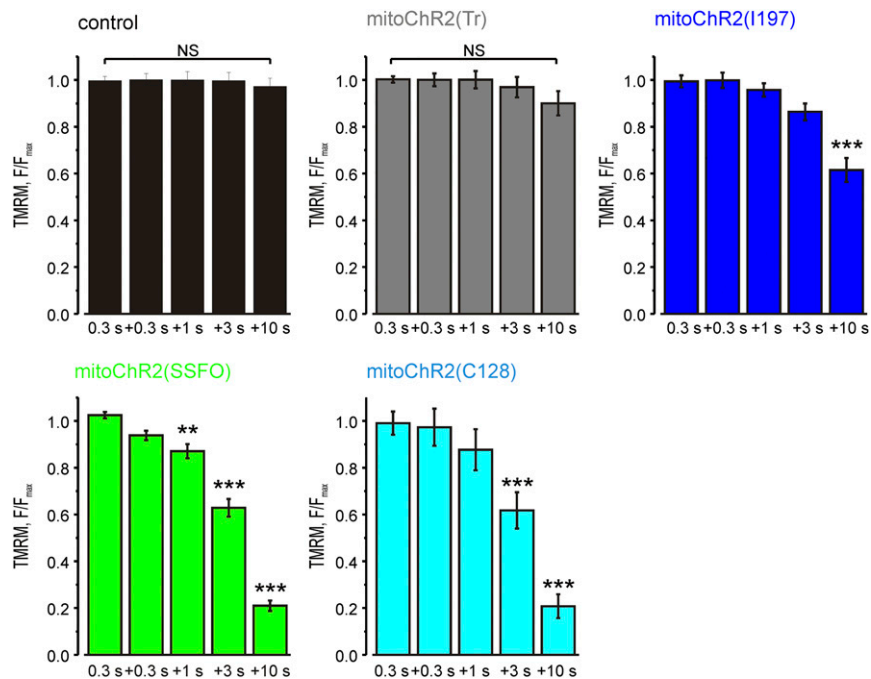 control
NS
TMRM, F/Fmax
1.0
0.8
0.6
0.4
0.2
0.0
0.3 s +0.3 s +1 s +3 s +10 s
mitoChR2(Tr)
NS
TMRM, F/Fmax
1.0
0.8
0.6
0.4
0.2
0.0
0.3 s +0.3 s +1 s +3 s +10 s
mitoChR2(I197)
***
TMRM, F/Fmax
1.0
0.8
0.6
0.4
0.2
0.0
0.3 s +0.3 s +1 s +3 s +10 s
mitoChR2(SSFO)
**
***
***
TMRM, F/Fmax
1.0
0.8
0.6
0.4
0.2
0.0
0.3 s +0.3 s +1 s +3 s +10 s
mitoChR2(C128)
***
***
TMRM, F/Fmax
1.0
0.8
0.6
0.4
0.2
0.0
0.3 s +0.3 s +1 s +3 s +10 s